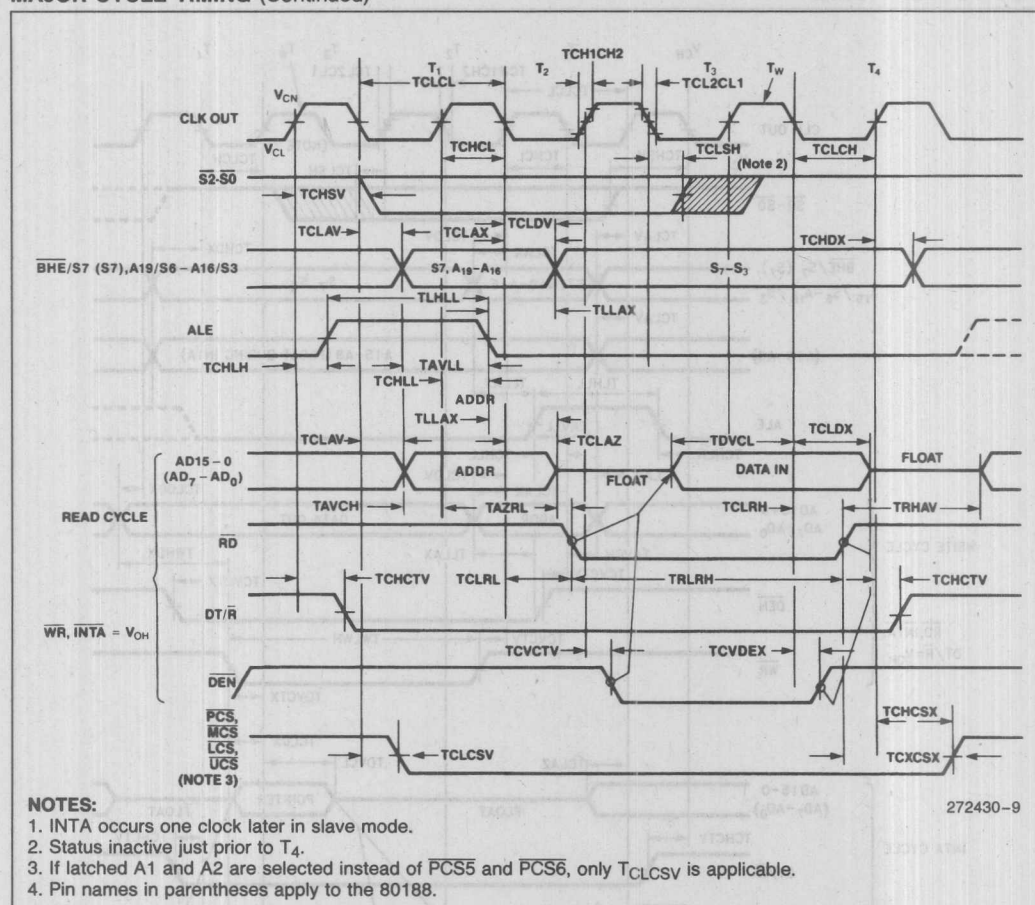 MAJOR CYCLE TIMING (Continued)
TCH1CH2
T1 T2 T3 TW T4
TCLCL TCL2CL1
VCN
CLK OUT
VCL
TCHCL TCLSH TCLCH
(Note 2)
S2-S0
TCHSV
TCLDV
TCLAV TCLAX TCHDX
BHE/S7 (S7),A19/S6 – A16/S3 S7, A19–A16 S7–S3
TLHLL
TLLAX
ALE
TCHLH TAVLL
TCHLL
ADDR
TLLAX
TCLAV TCLAZ TDVCL TCLDX
AD15 – 0
(AD7 – AD0) ADDR FLOAT DATA IN FLOAT
TAVCH TAZRL TCLRH TRHAV
READ CYCLE
RD
TCHCTV TCLRL TRLRH TCHCTV
DT/R
WR, INTA = VOH
TCVCTV TCVDEX
DEN
PCS,
MCS
LCS,
UCS
(NOTE 3)
TCHCSX
TCLCSV TCXCSX
NOTES:
272430–9
1. INTA occurs one clock later in slave mode.
2. Status inactive just prior to T4.
3. If latched A1 and A2 are selected instead of PCS5 and PCS6, only TCLCSV is applicable.
4. Pin names in parentheses apply to the 80188.